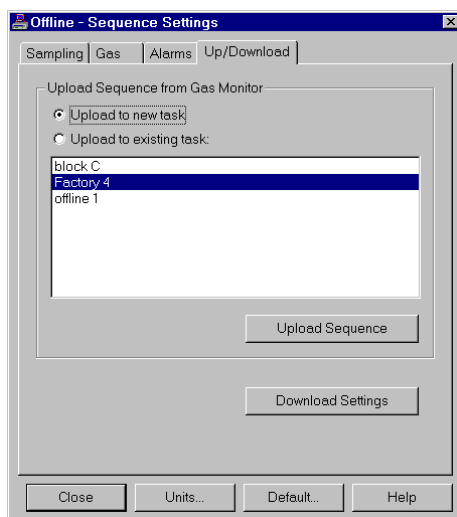 Offline - Sequence Settings
Sampling Gas Alarms Up/Download
Upload Sequence from Gas Monitor
Upload to new task
Upload to existing task:
block C
Factory 4
offline 1
Upload Sequence
Download Settings
Close Units... Default... Help